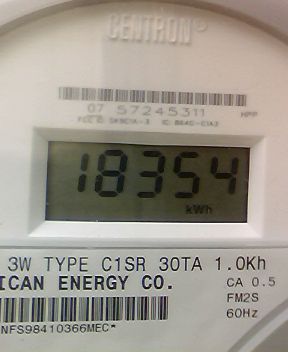 CENTRON®
07 57245311 HPP
18354
kWh
3W TYPE C1SR 30TA 1.0Kh
ICAN ENERGY CO. CA 0.5
FM2S
NFS98410366MEC* 60Hz